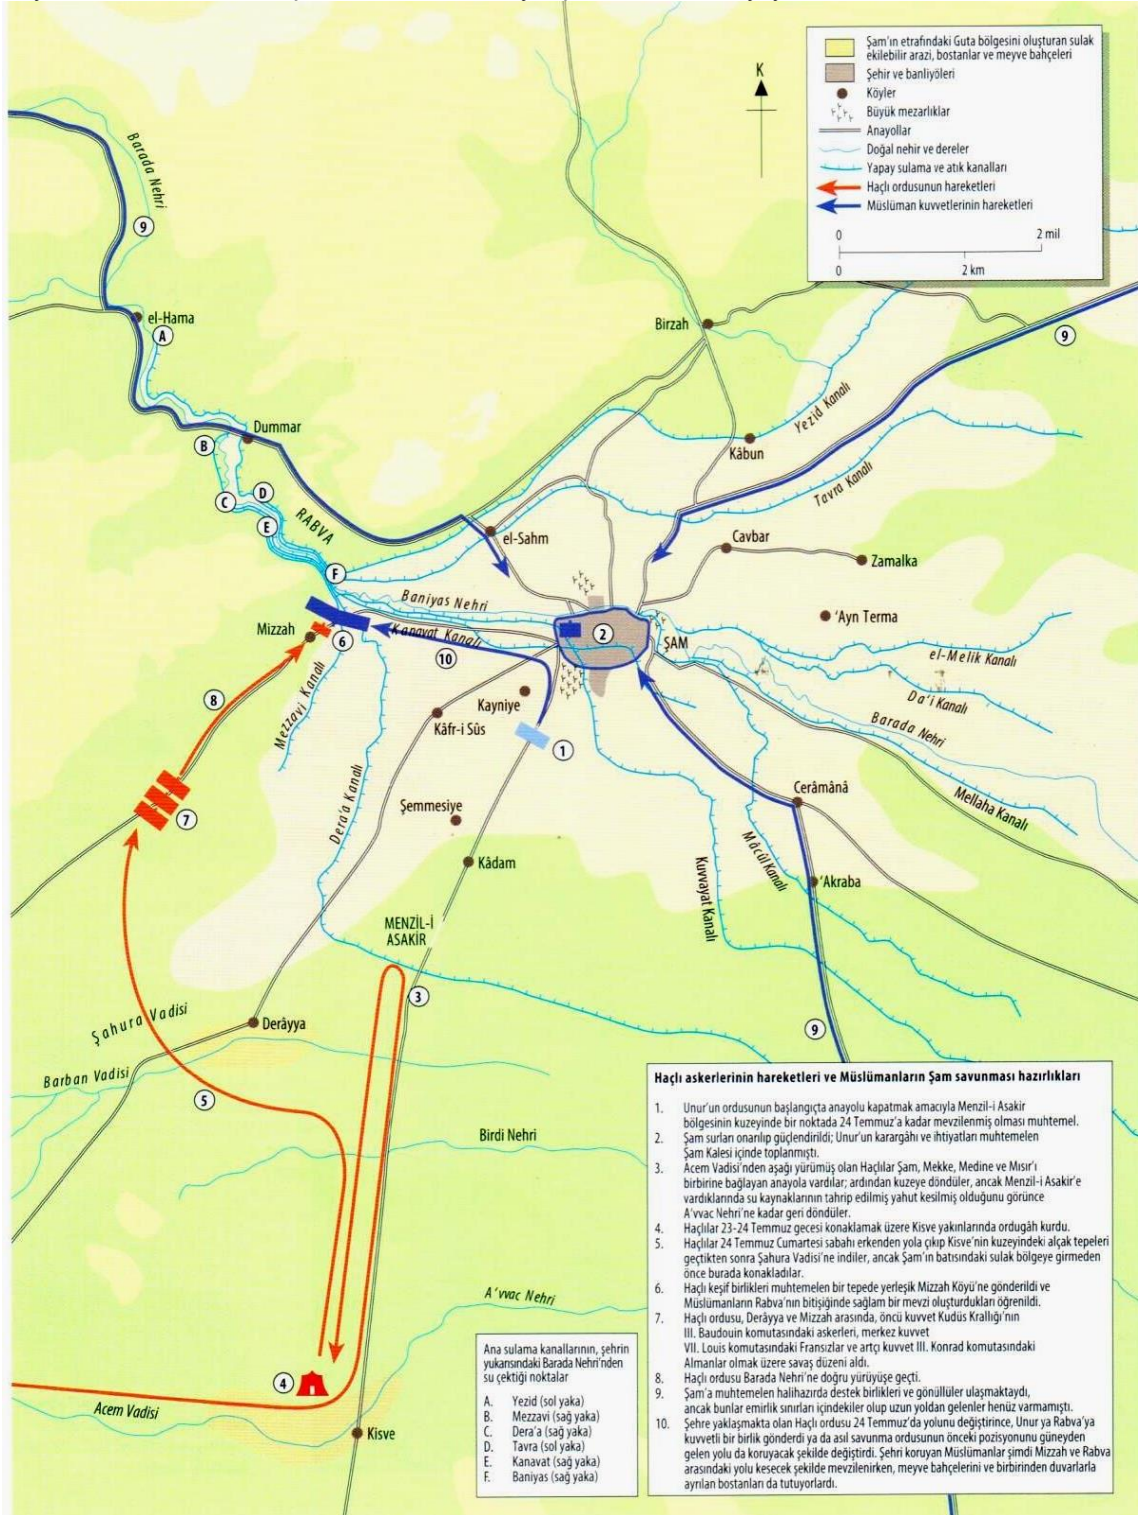 Şam'ın etrafındaki Guta bölgesini oluşturan sulak
ekilebilir arazi, bostanlar ve meyve bahçeleri
Şehir ve banliyöleri
Köyler
Büyük mezarlıklar
Anayollar
Doğal nehir ve dereler
Yapay sulama ve atık kanalları
Haçlı ordusunun hareketleri
Müslüman kuvvetlerinin hareketleri
0 2 mil
0 2 km
K
Barada Nehri
9
el-Hama
A
Birzah
9
Dummar
B
Yezid Kanalı
Kâbun
C
D
E
RABVA
Tavra Kanalı
el-Sahm
Cavbar
Zamalka
F
Baniyas Nehri
'Ayn Terma
Mizzah
6
Kanavat Kanalı
10
2
ŞAM
el-Melik Kanalı
8
Mezzavi Kanalı
Kayniye
Kâfr-i Sûs
Da'i Kanalı
Barada Nehri
1
7
Dera'a Kanalı
Şemmesiye
Cerâmânâ
Mellaha Kanalı
Kâdam
Mâcûl Kanalı
Kuvvayat Kanalı
'Akraba
MENZİL-İ
ASAKİR
3
Şahura Vadisi
Derâyya
9
Barban Vadisi
5
Birdi Nehri
A'vvac Nehri
4
Acem Vadisi
Kisve
Ana sulama kanallarının, şehrin
yukarısındaki Barada Nehri'nden
su çektiği noktalar
A. Yezid (sol yaka)
B. Mezzavi (sağ yaka)
C. Dera'a (sağ yaka)
D. Tavra (sol yaka)
E. Kanavat (sağ yaka)
F. Baniyas (sağ yaka)
Haçlı askerlerinin hareketleri ve Müslümanların Şam savunması hazırlıkları
1. Unur'un ordusunun başlangıçta anayolu kapatmak amacıyla Menzil-i Asakir
bölgesinin kuzeyinde bir noktada 24 Temmuz'a kadar mevzilenmiş olması muhtemel.
2. Şam surları onarılıp güçlendirildi; Unur'un karargâhı ve ihtiyatları muhtemelen
Şam Kalesi içinde toplanmıştı.
3. Acem Vadisi'nden aşağı yürümüş olan Haçlılar Şam, Mekke, Medine ve Mısır'ı
birbirine bağlayan anayola vardılar; ardından kuzeye döndüler, ancak Menzil-i Asakir'e
vardıklarında su kaynaklarının tahrip edilmiş yahut kesilmiş olduğunu görünce
A'vvac Nehri'ne kadar geri döndüler.
4. Haçlılar 23-24 Temmuz gecesi konaklamak üzere Kisve yakınlarında ordugâh kurdu.
5. Haçlılar 24 Temmuz Cumartesi sabahı erkenden yola çıkıp Kisve'nin kuzeyindeki alçak tepeleri
geçtikten sonra Şahura Vadisi'ne indiler, ancak Şam'ın batısındaki sulak bölgeye girmeden
önce burada konakladılar.
6. Haçlı keşif birlikleri muhtemelen bir tepede yerleşik Mizzah Köyü'ne gönderildi ve
Müslümanların Rabva'nın bitişiğinde sağlam bir mevzi oluşturdukları öğrenildi.
7. Haçlı ordusu, Derâyya ve Mizzah arasında, öncü kuvvet Kudüs Krallığı'nın
III. Baudouin komutasındaki askerleri, merkez kuvvet
VII. Louis komutasındaki Fransızlar ve artçı kuvvet III. Konrad komutasındaki
Almanlar olmak üzere savaş düzeni aldı.
8. Haçlı ordusu Barada Nehri'ne doğru yürüyüşe geçti.
9. Şam'a muhtemelen halihazırda destek birlikleri ve gönüllüler ulaşmaktaydı,
ancak bunlar emirlik sınırları içindekiler olup uzun yoldan gelenler henüz varmamıştı.
10. Şehre yaklaşmakta olan Haçlı ordusu 24 Temmuz'da yolunu değiştirince, Unur ya Rabva'ya
kuvvetli bir birlik gönderdi ya da asıl savunma ordusunun önceki pozisyonunu güneyden
gelen yolu da koruyacak şekilde değiştirdi. Şehri koruyan Müslümanlar şimdi Mizzah ve Rabva
arasındaki yolu kesecek şekilde mevzilenirken, meyve bahçelerini ve birbirinden duvarlarla
ayrılan bostanları da tutuyorlardı.